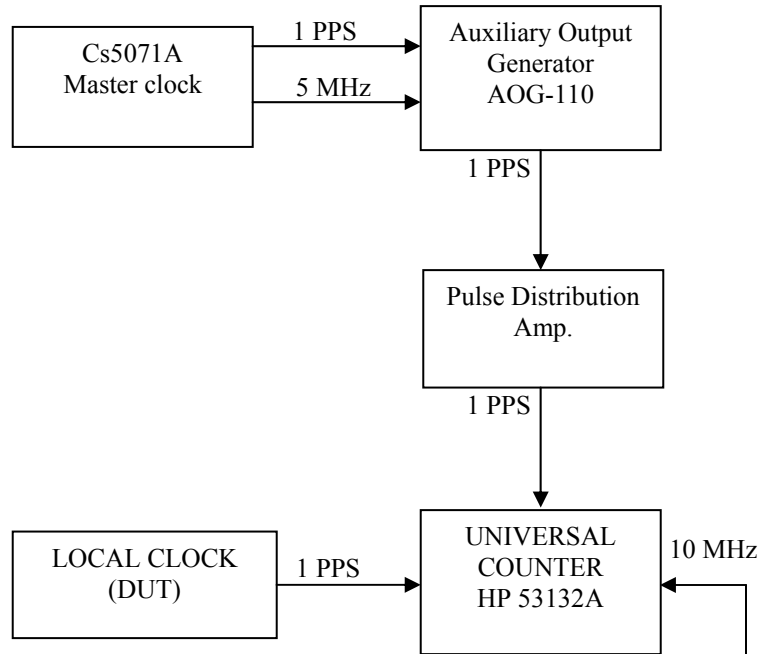 Cs5071A
Master clock
1 PPS
5 MHz
Auxiliary Output
Generator
AOG-110
1 PPS
Pulse Distribution
Amp.
1 PPS
LOCAL CLOCK
(DUT)
1 PPS
UNIVERSAL
COUNTER
HP 53132A
10 MHz